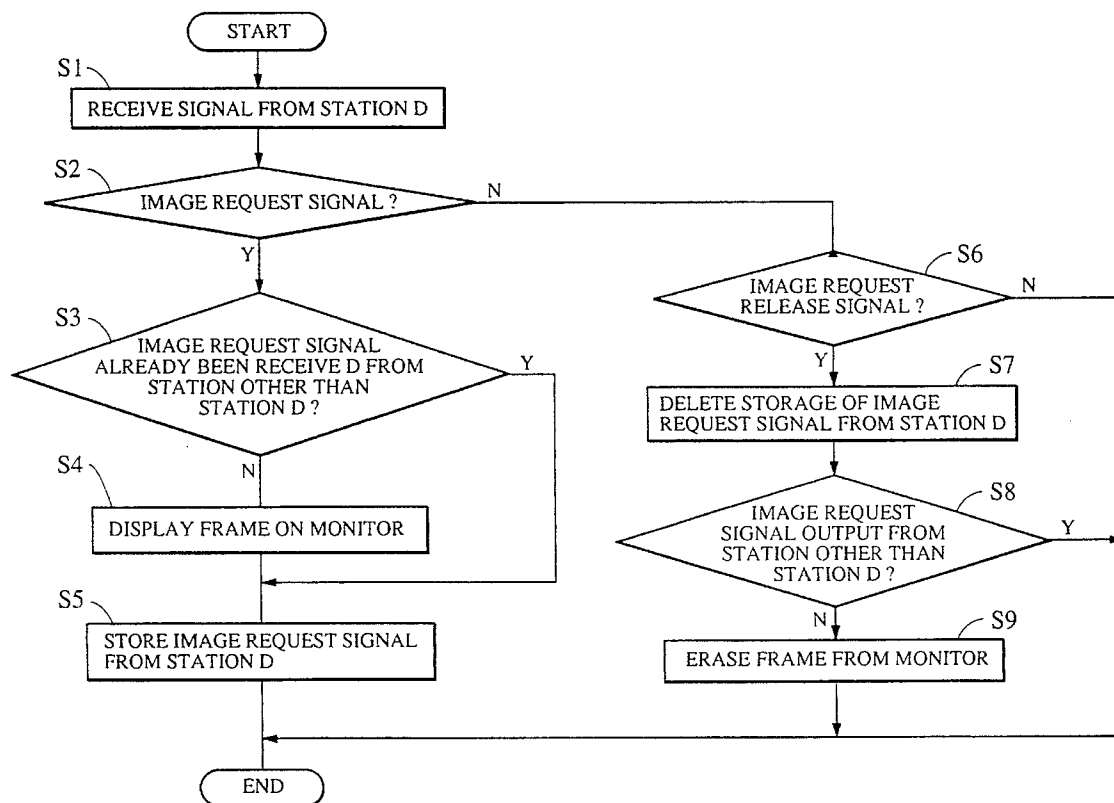 START
S1
RECEIVE SIGNAL FROM STATION D
S2
IMAGE REQUEST SIGNAL ?
N
Y
S3
IMAGE REQUEST SIGNAL
ALREADY BEEN RECEIVE D FROM
STATION OTHER THAN
STATION D ?
Y
N
S4
DISPLAY FRAME ON MONITOR
S5
STORE IMAGE REQUEST SIGNAL
FROM STATION D
S6
IMAGE REQUEST
RELEASE SIGNAL ?
N
Y
S7
DELETE STORAGE OF IMAGE
REQUEST SIGNAL FROM STATION D
S8
IMAGE REQUEST
SIGNAL OUTPUT FROM
STATION OTHER THAN
STATION D ?
Y
N
S9
ERASE FRAME FROM MONITOR
END